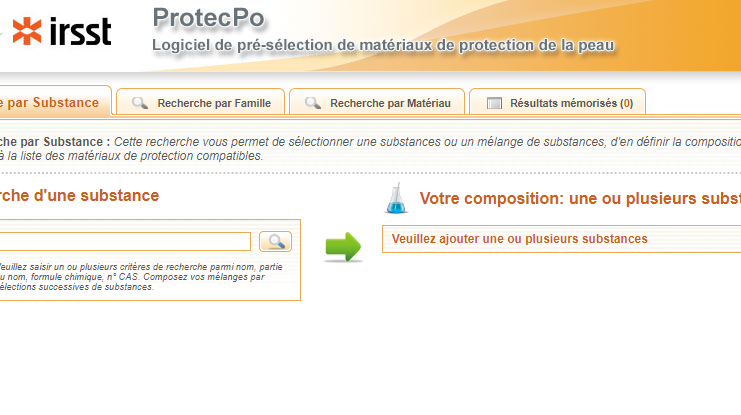 irsst
ProtecPo
Logiciel de pré-sélection de matériaux de protection de la peau
e par Substance
Recherche par Famille
Recherche par Matériau
Résultats mémorisés (0)
che par Substance : Cette recherche vous permet de sélectionner une substances ou un mélange de substances, d'en définir la composition
à la liste des matériaux de protection compatibles.
rche d'une substance
Votre composition: une ou plusieurs subst
Veuillez ajouter une ou plusieurs substances
euillez saisir un ou plusieurs critères de recherche parmi nom, partie
u nom, formule chimique, n° CAS. Composez vos mélanges par
élections successives de substances.